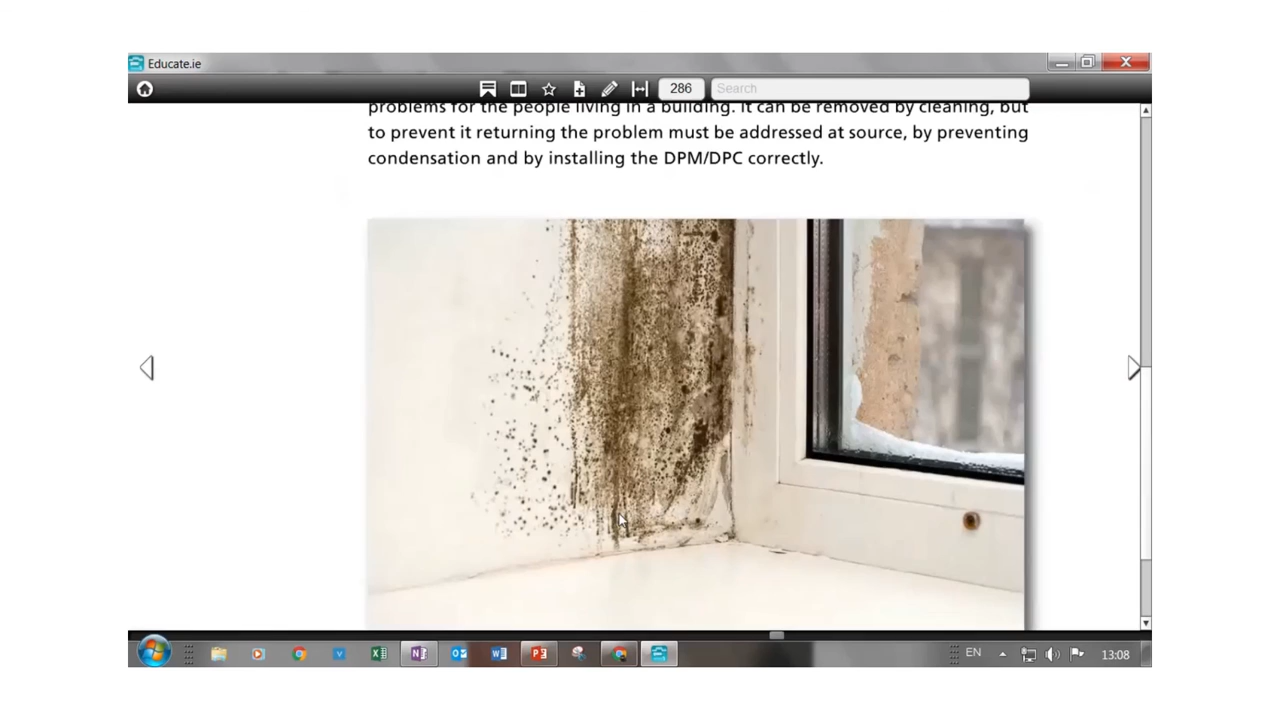 Educate.ie
286
Search
problems for the people living in a building. It can be removed by cleaning, but
to prevent it returning the problem must be addressed at source, by preventing
condensation and by installing the DPM/DPC correctly.
EN
13:08